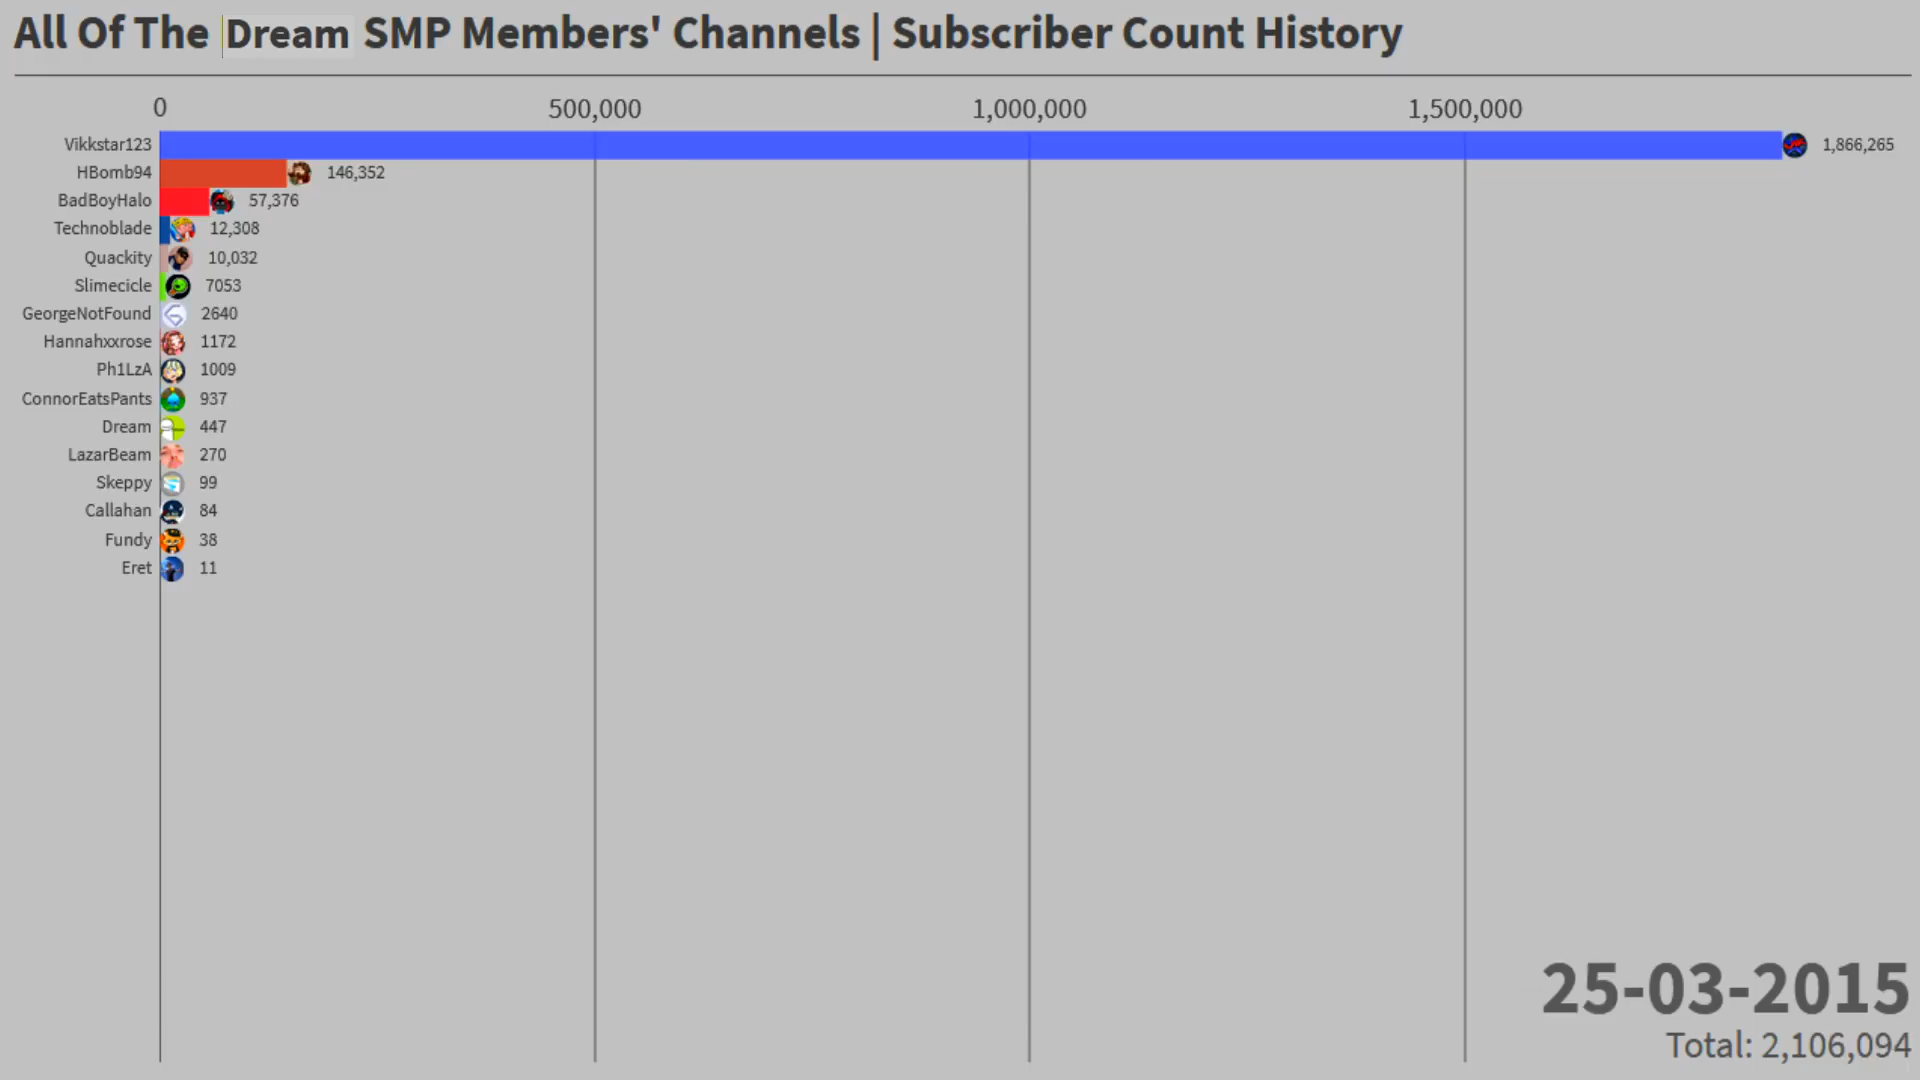 All Of The Dream SMP Members' Channels | Subscriber Count History
0 500,000 1,000,000 1,500,000
Vikkstar123 1,866,265
HBomb94 146,352
BadBoyHalo 57,376
Technoblade 12,308
Quackity 10,032
Slimecicle 7053
GeorgeNotFound 2640
Hannahxxrose 1172
Ph1LzA 1009
ConnorEatsPants 937
Dream 447
LazarBeam 270
Skeppy 99
Callahan 84
Fundy 38
Eret 11
25-03-2015
Total: 2,106,094